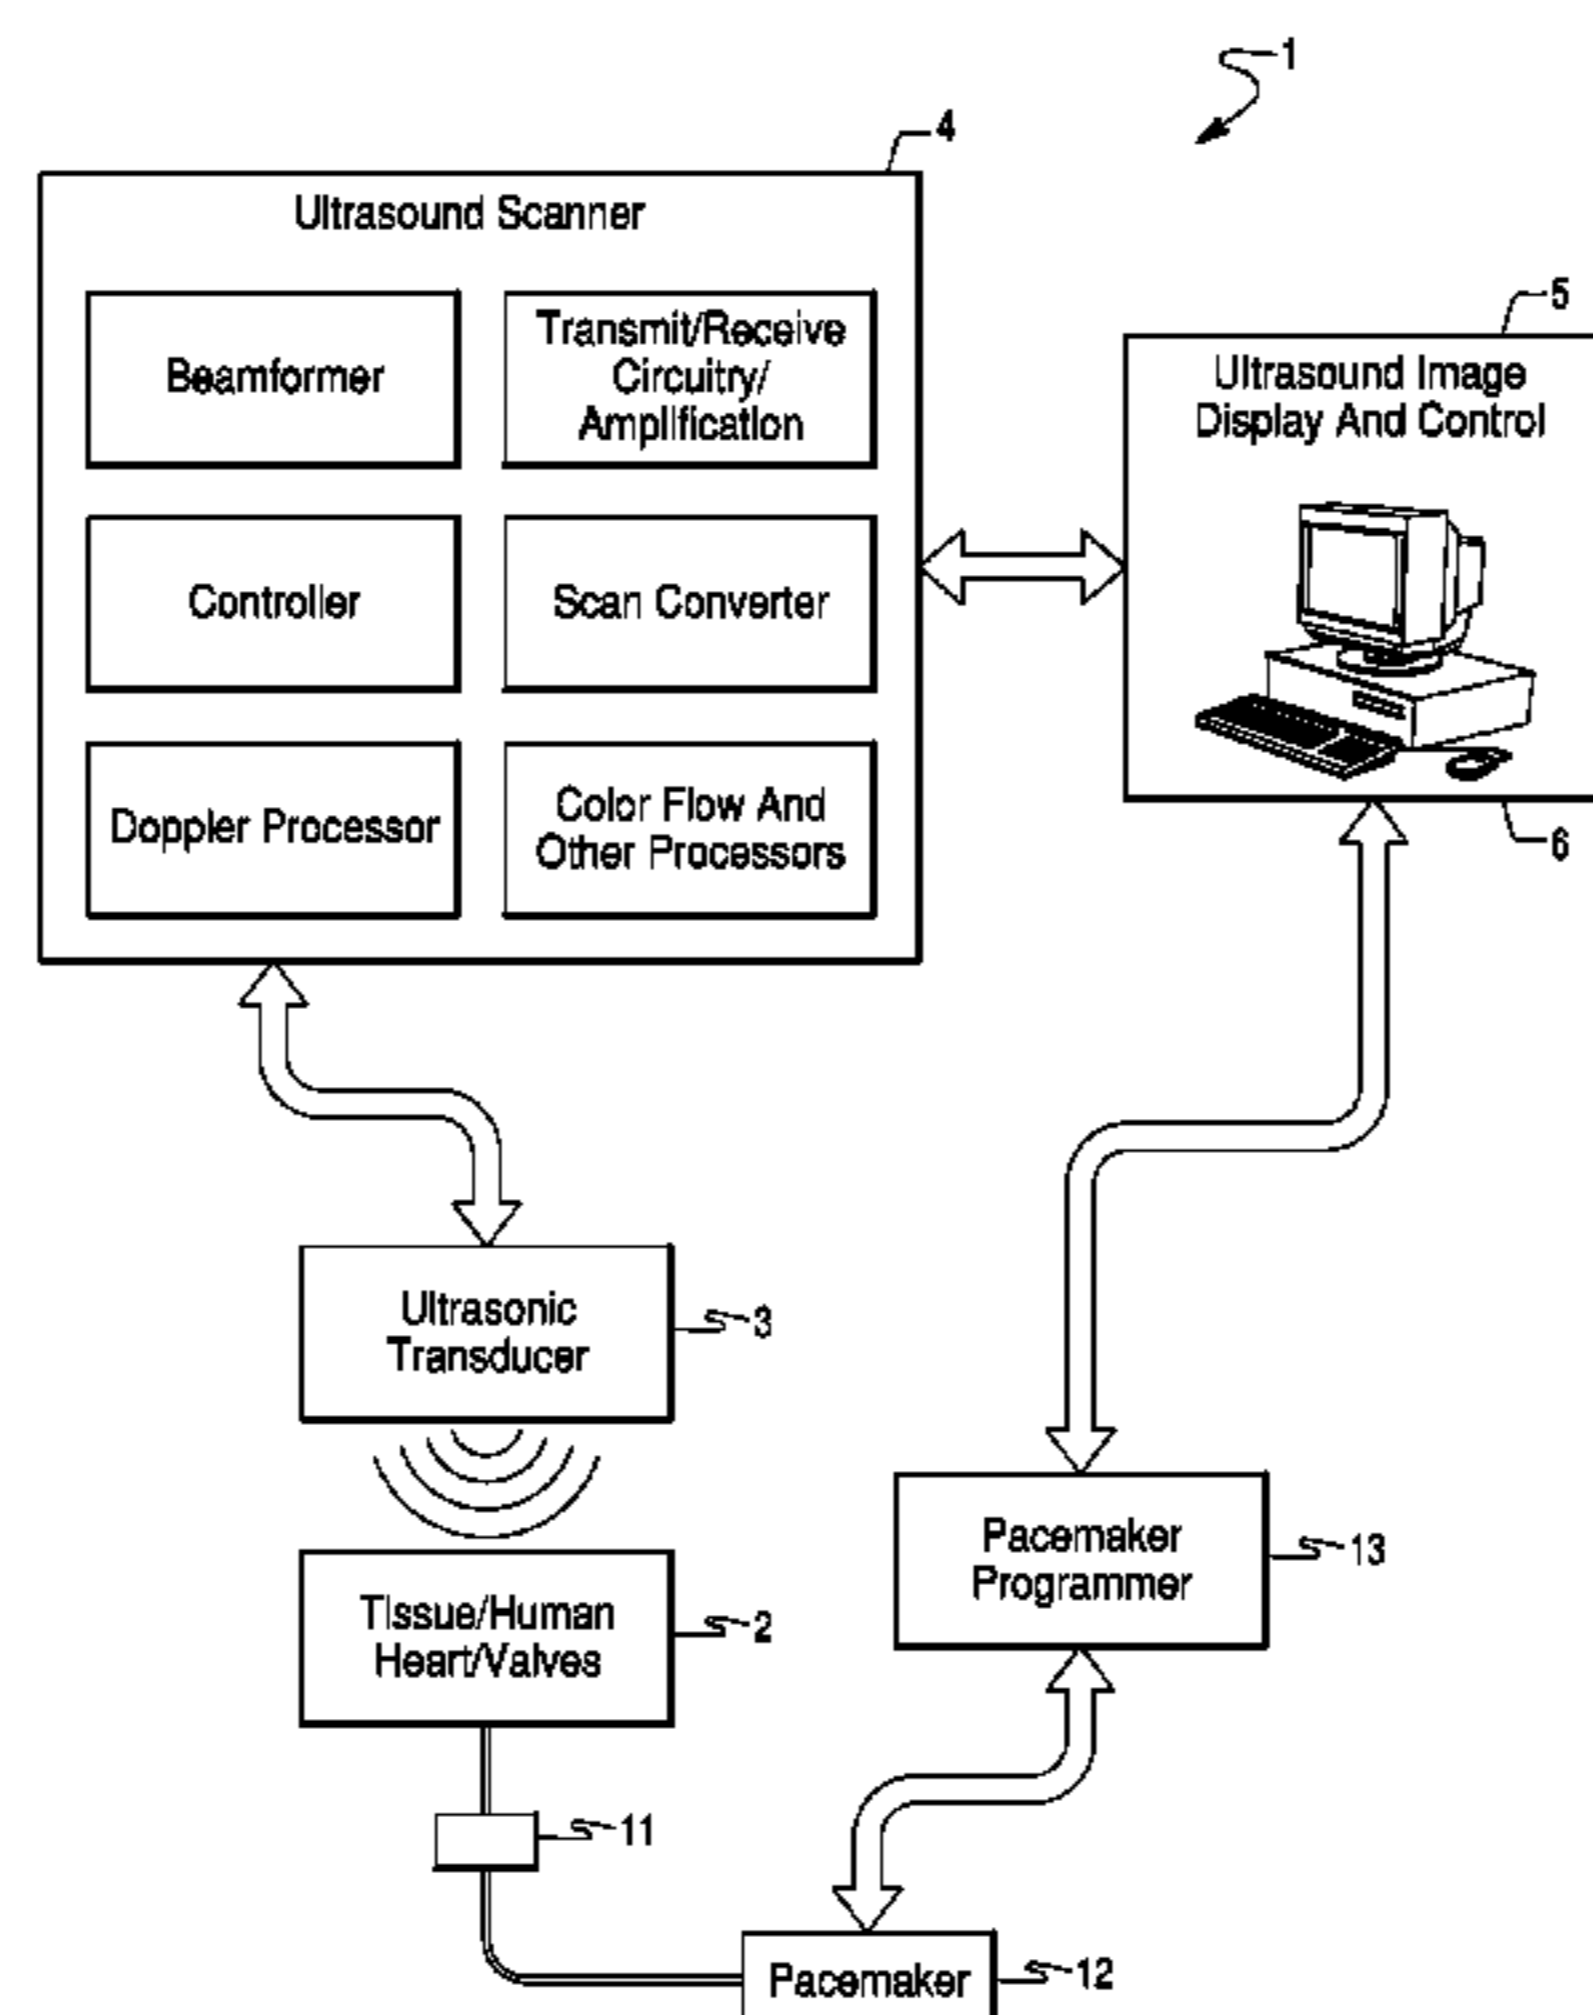 1
4
Ultrasound Scanner
Beamformer
Transmit/Receive
Circuitry/
Amplification
Controller
Scan Converter
Doppler Processor
Color Flow And
Other Processors
5
Ultrasound Image
Display And Control
6
Ultrasonic
Transducer
3
Tissue/Human
Heart/Valves
2
Pacemaker
Programmer
13
11
Pacemaker
12